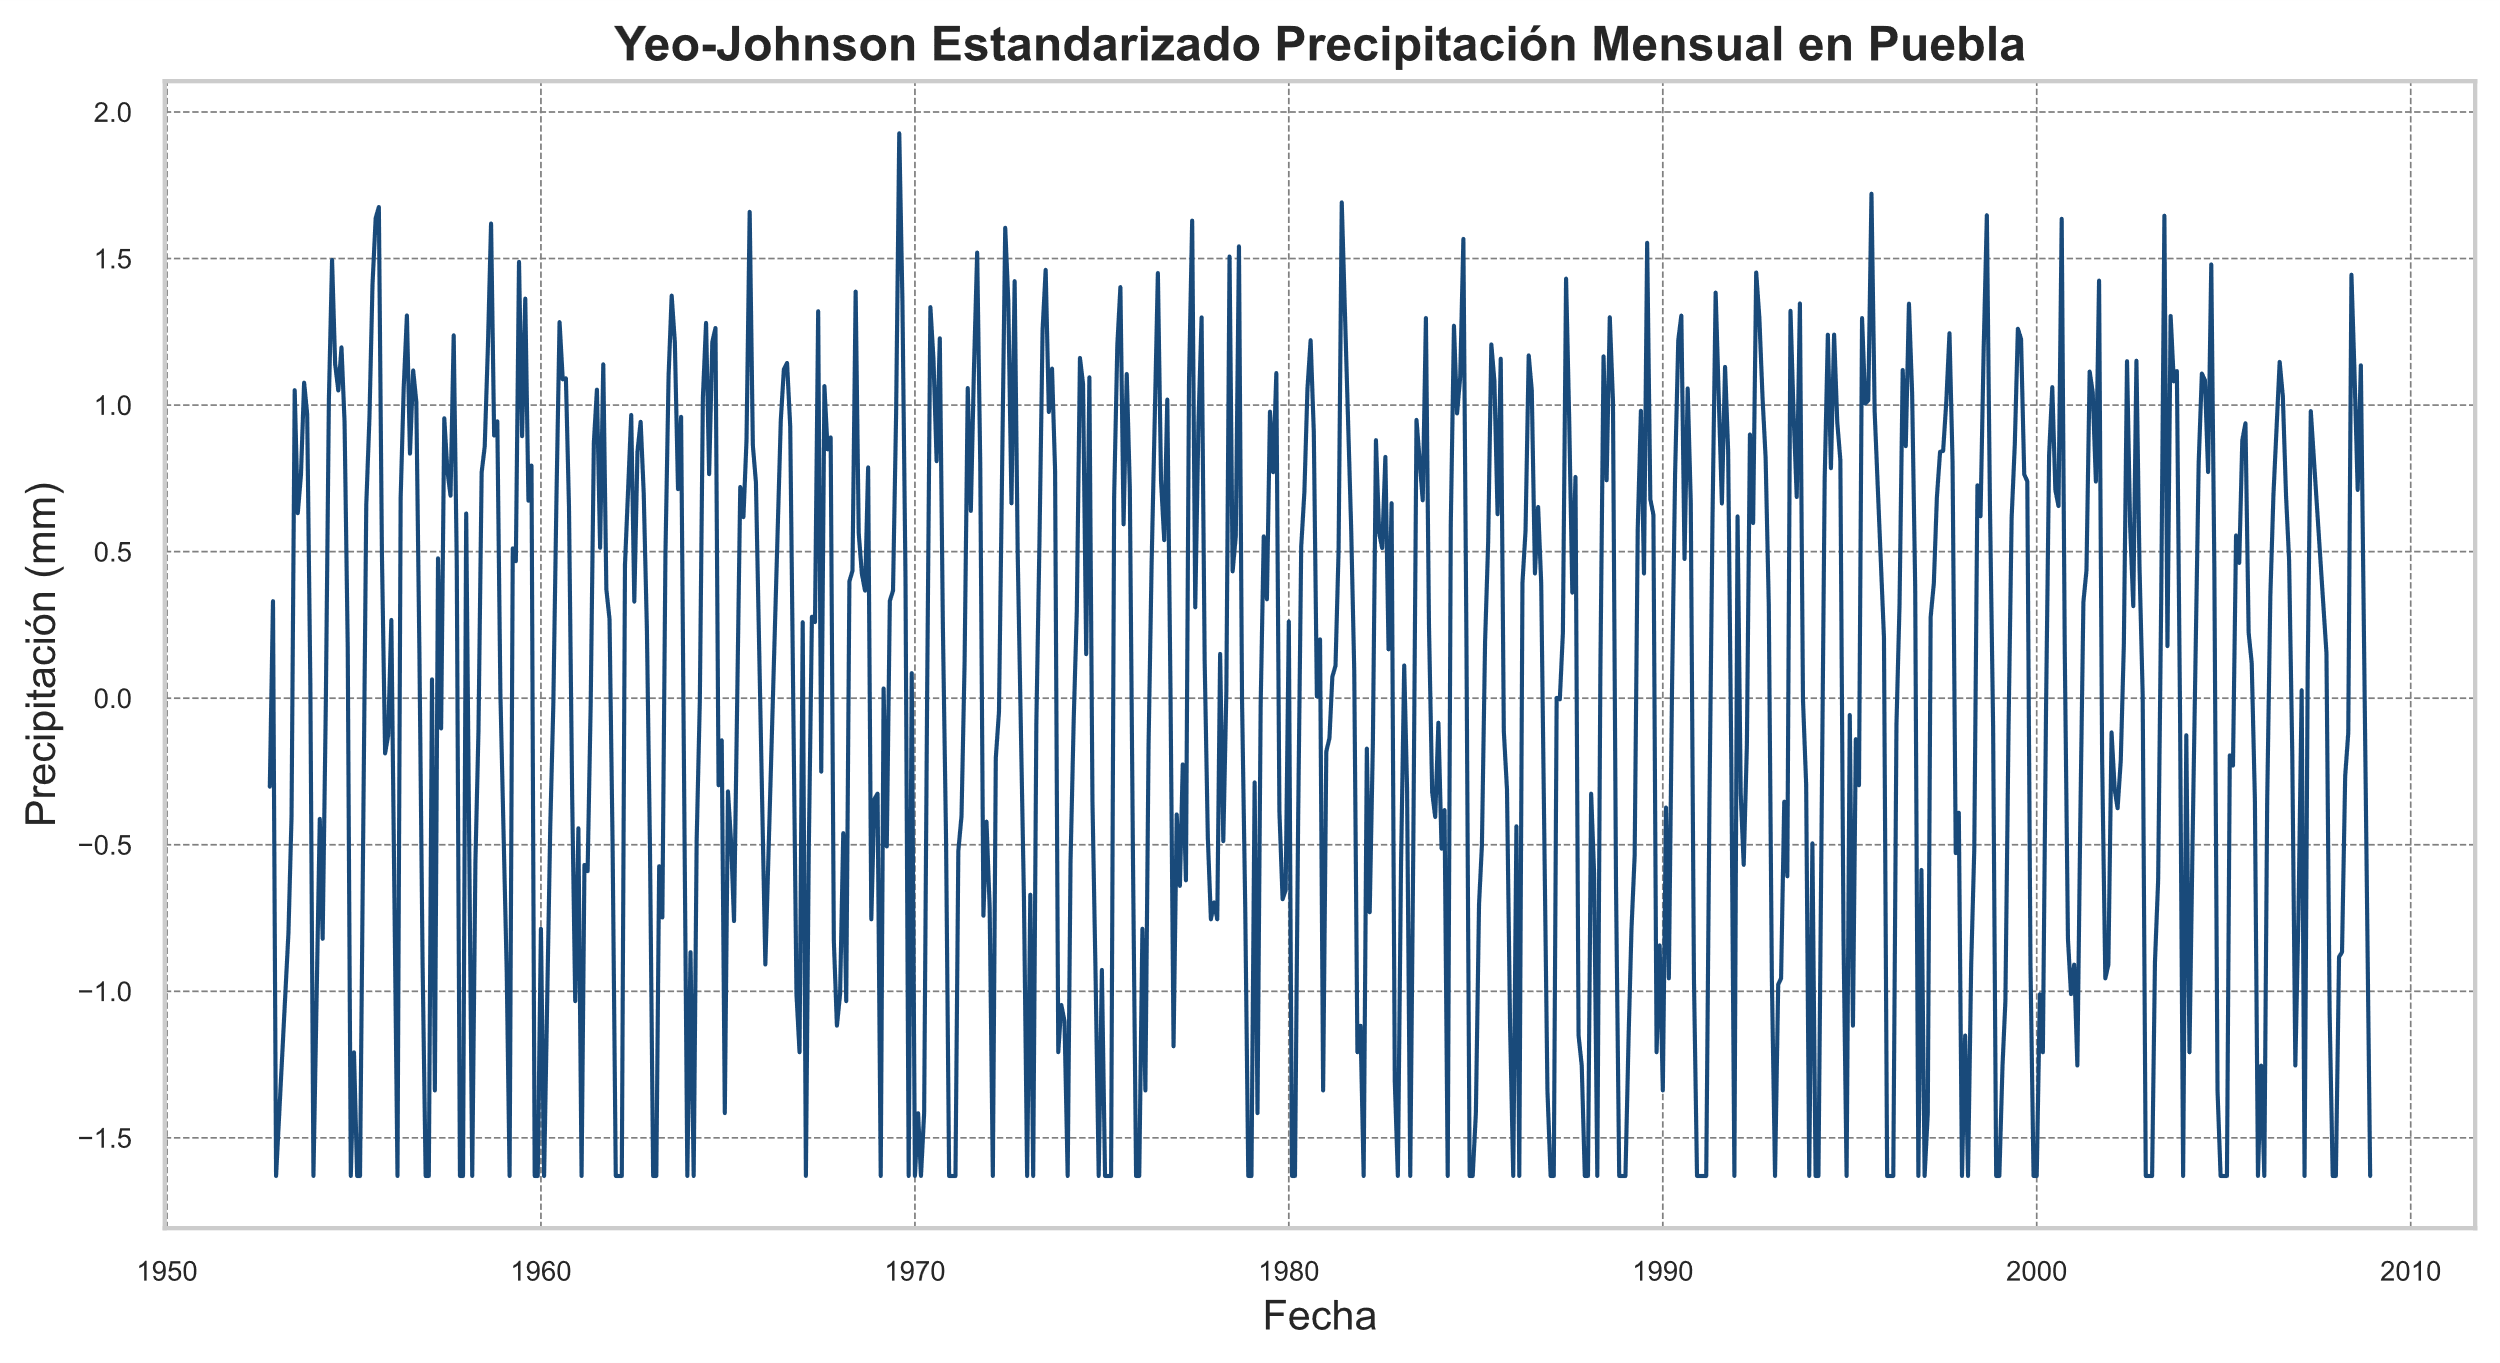 Yeo-Johnson Estandarizado Precipitación Mensual en Puebla
Precipitación (mm)
2.0
1.5
1.0
0.5
0.0
−0.5
−1.0
−1.5
1950 1960 1970 1980 1990 2000 2010
Fecha